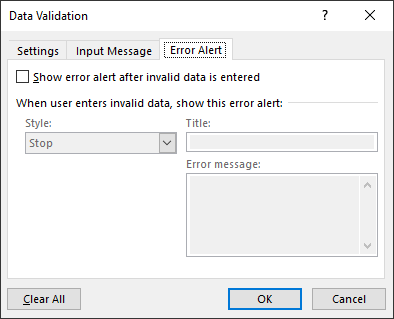 Data Validation
?
Settings Input Message Error Alert
Show error alert after invalid data is entered
When user enters invalid data, show this error alert:
Style: Title:
Stop
Error message:
Clear All OK Cancel